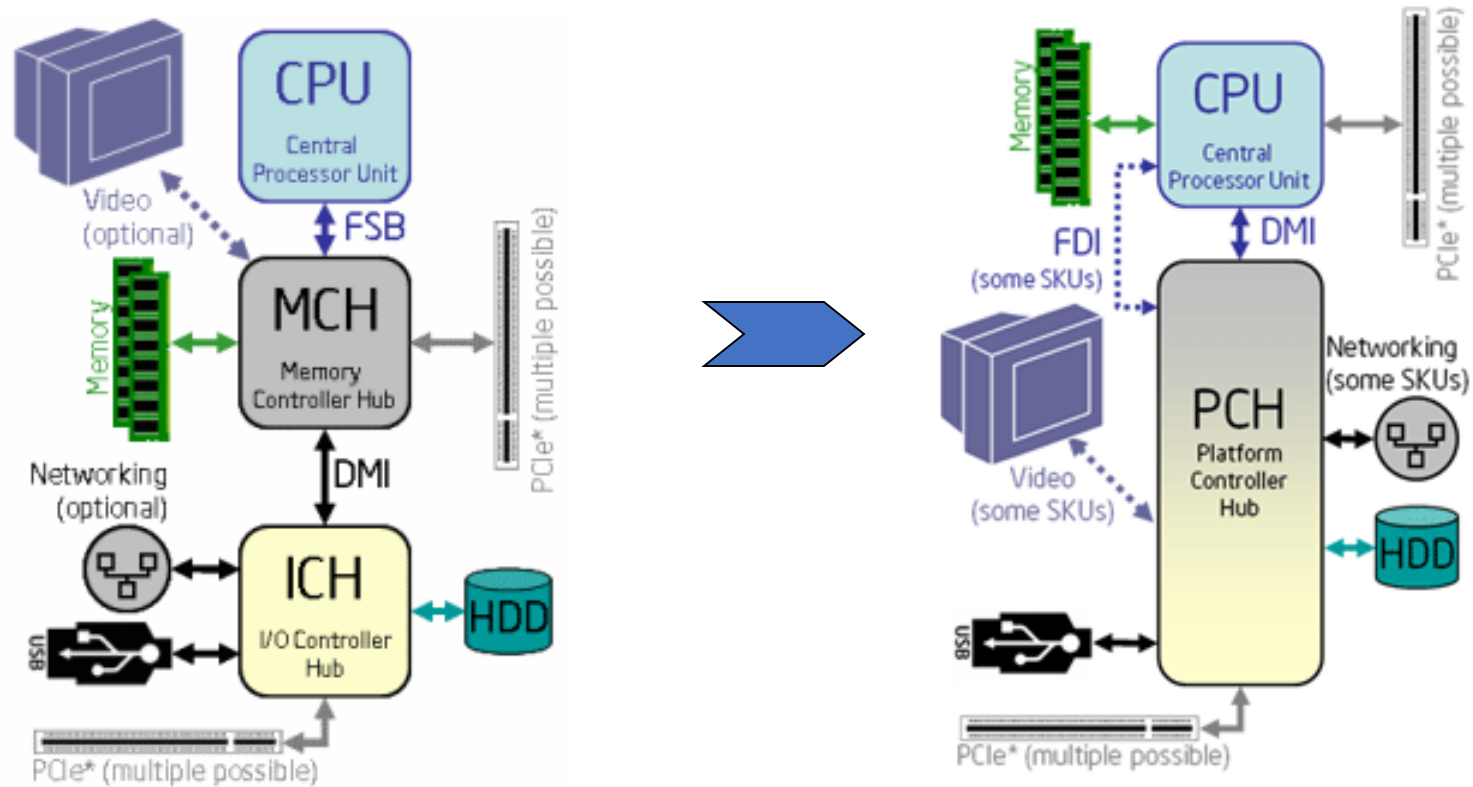 CPU
Central
Processor Unit
Video
(optional)
FSB
MCH
Memory
Controller Hub
Memory
PCIe* (multiple possible)
DMI
Networking
(optional)
ICH
I/O Controller
Hub
HDD
USB
PCIe* (multiple possible)
Memory
CPU
Central
Processor Unit
PCIe* (multiple possible)
DMI
FDI
(some SKUs)
Video
(some SKUs)
PCH
Platform
Controller
Hub
Networking
(some SKUs)
HDD
USB
PCIe* (multiple possible)